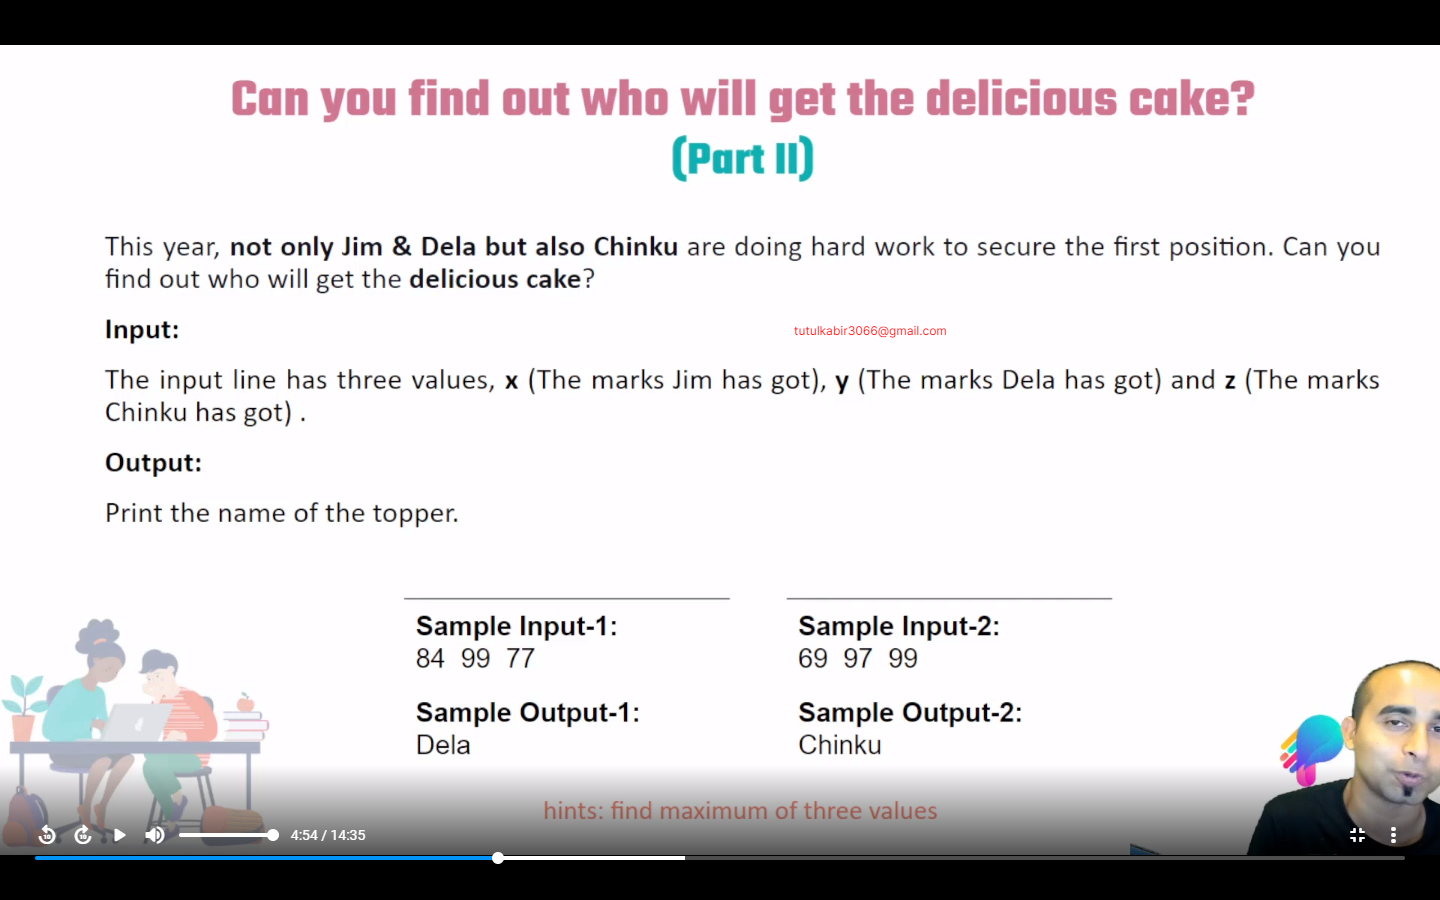 Can you find out who will get the delicious cake?
(Part II)
This year, not only Jim & Dela but also Chinku are doing hard work to secure the first position. Can you
find out who will get the delicious cake?
Input:
tutulkabir3066@gmail.com
The input line has three values, x (The marks Jim has got), y (The marks Dela has got) and z (The marks
Chinku has got) .
Output:
Print the name of the topper.
Sample Input-1:
84 99 77
Sample Output-1:
Dela
Sample Input-2:
69 97 99
Sample Output-2:
Chinku
hints: find maximum of three values
10 10 4:54 / 14:35